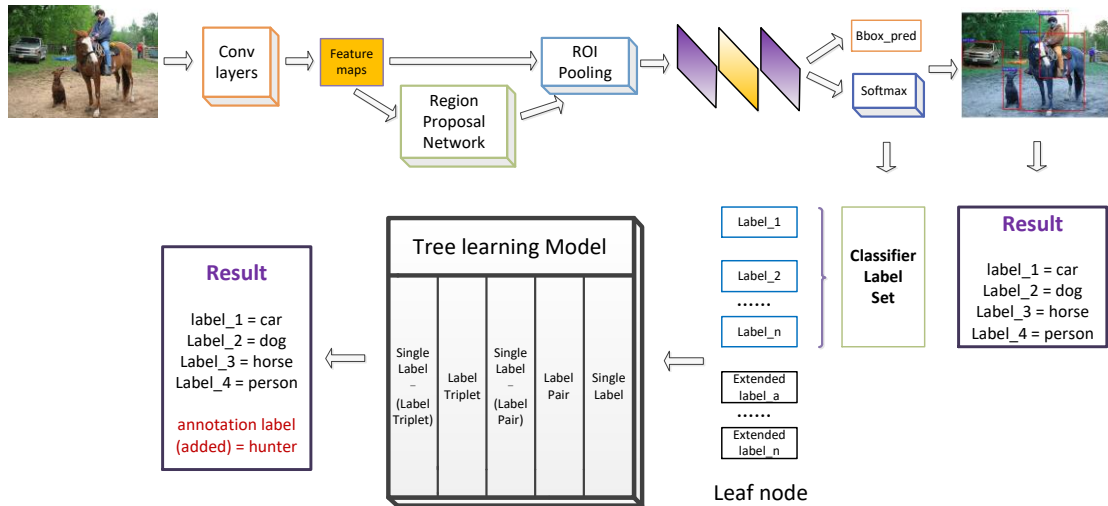 Conv
layers
Feature
maps
ROI
Pooling
Region
Proposal
Network
Bbox_pred
Softmax
Result
label_1 = car
Label_2 = dog
Label_3 = horse
Label_4 = person
annotation label
(added) = hunter
Tree learning Model
Single
Label
–
(Label
Triplet)
Label
Triplet
Single
Label
–
(Label
Pair)
Label
Pair
Single
Label
Label_1
Label_2
......
Label_n
Extended
label_a
......
Extended
label_n
Leaf node
Classifier
Label
Set
Result
label_1 = car
Label_2 = dog
Label_3 = horse
Label_4 = person